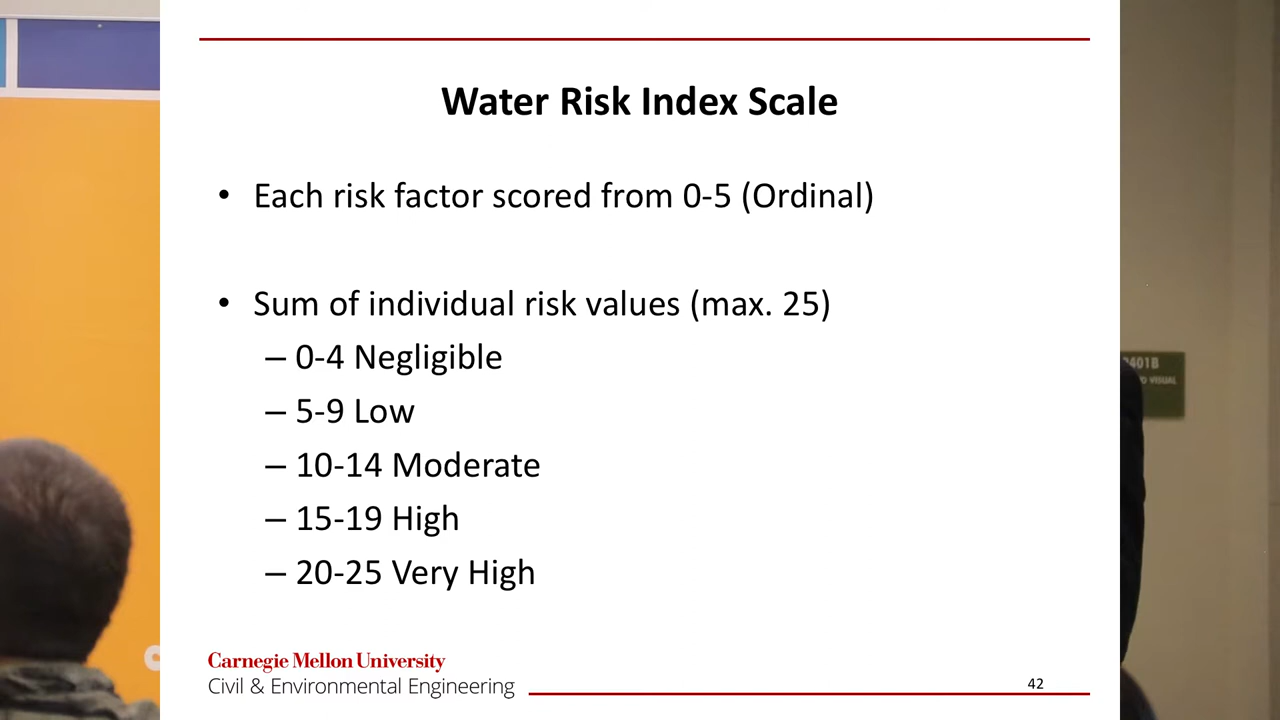 Water Risk Index Scale
• Each risk factor scored from 0-5 (Ordinal)
• Sum of individual risk values (max. 25)
– 0-4 Negligible
– 5-9 Low
– 10-14 Moderate
– 15-19 High
– 20-25 Very High
Carnegie Mellon University
Civil & Environmental Engineering
42
401B
VISUAL